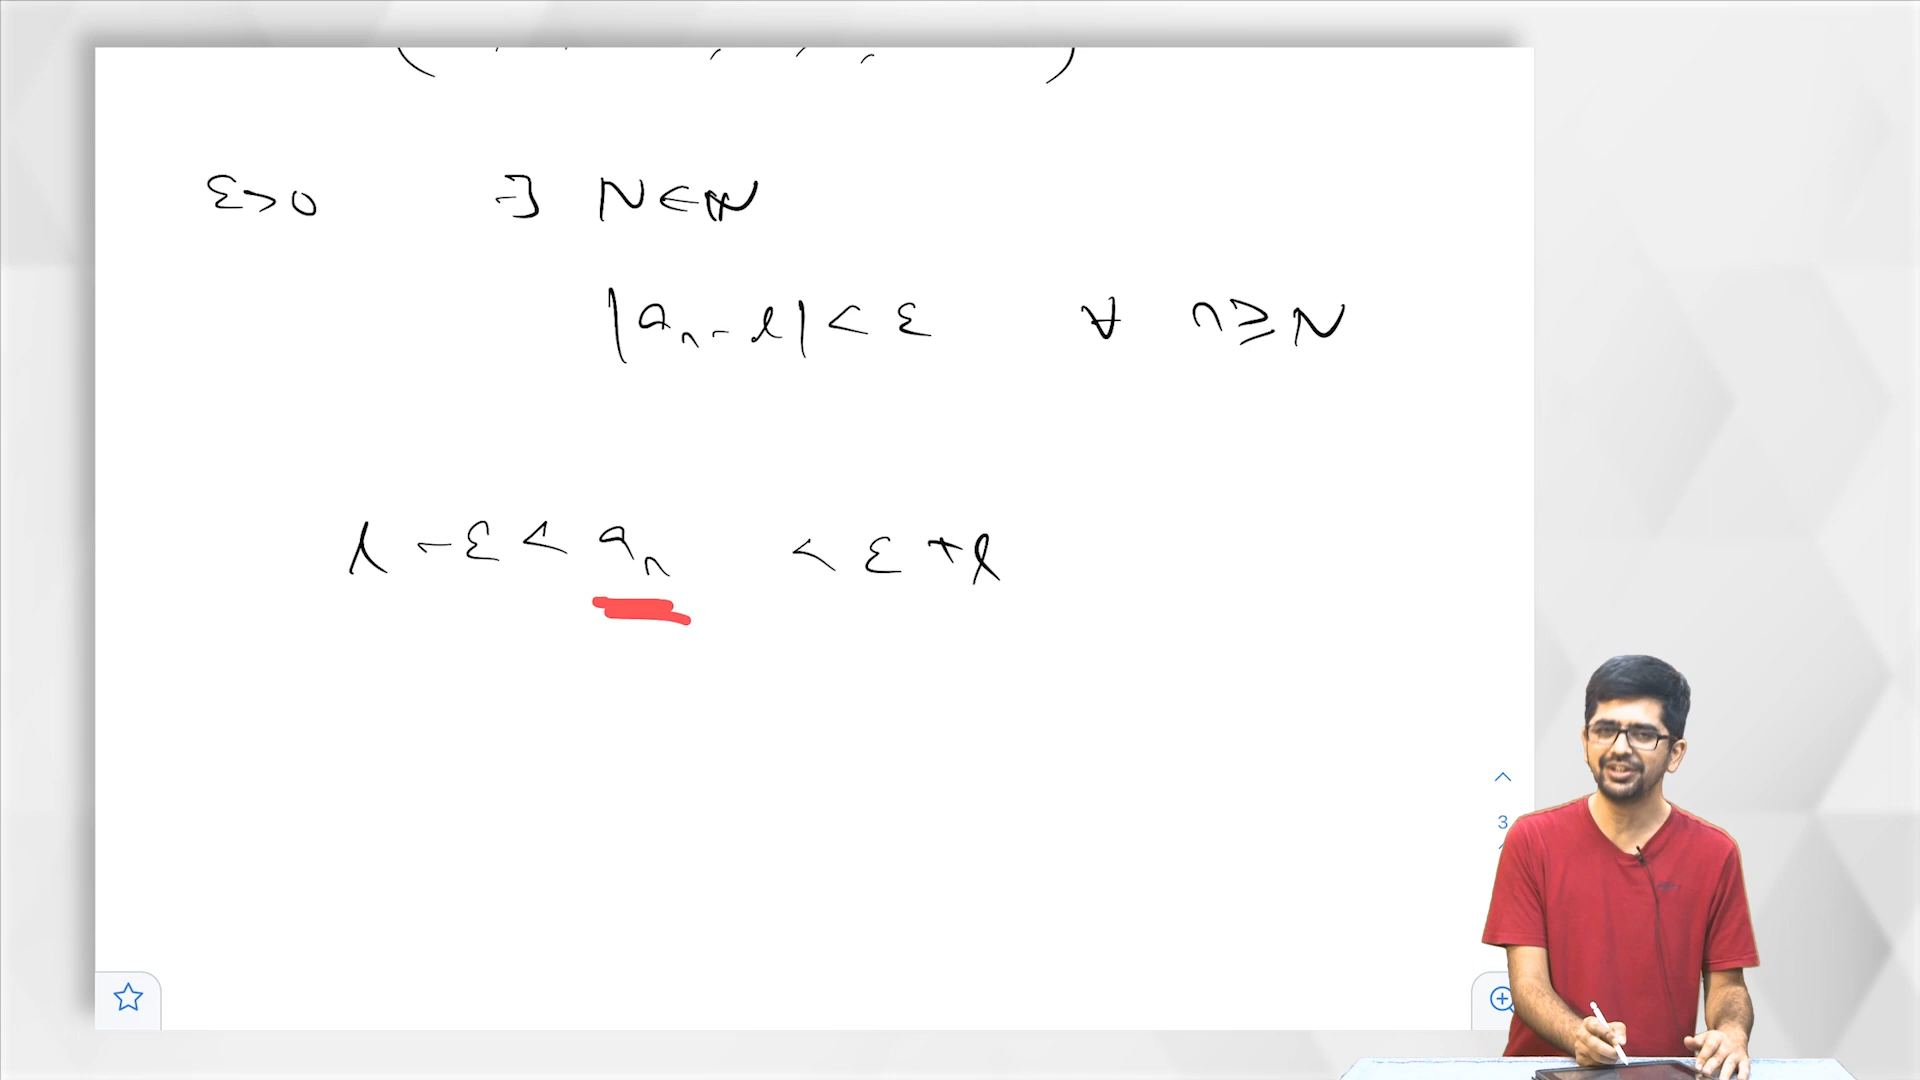 ε>0 ∃ N∈ℕ
|aₙ - l| < ε ∀ n ≥ N
l - ε < aₙ < ε + l
3